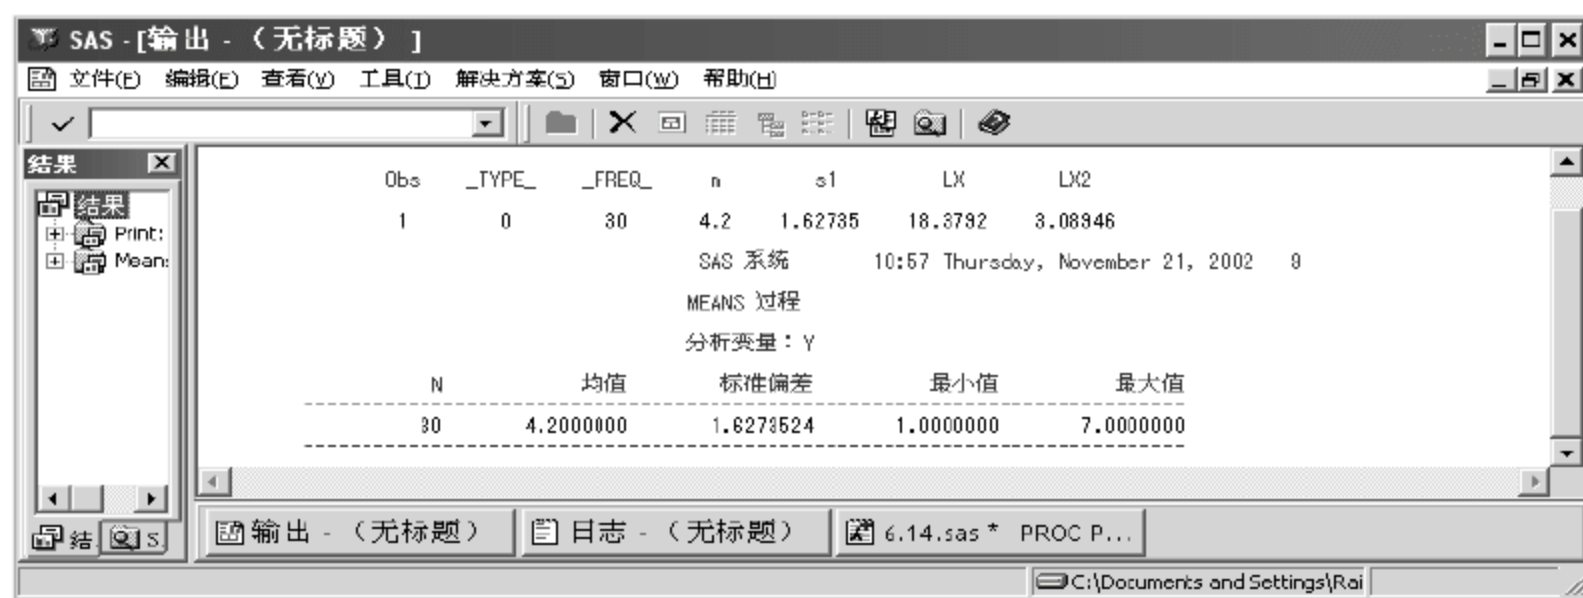 SAS - [输出 - （无标题） ]
文件(F) 编辑(E) 查看(V) 工具(T) 解决方案(S) 窗口(W) 帮助(H)
结果
结果
Print:
Mean:
Obs _TYPE_ _FREQ_ n s1 LX LX2
1 0 30 4.2 1.62735 18.3792 3.08946
SAS 系统 10:57 Thursday, November 21, 2002 9
MEANS 过程
分析变量：Y
N 均值 标准偏差 最小值 最大值
30 4.2000000 1.6273524 1.0000000 7.0000000
结. S.
输出 - （无标题） 日志 - （无标题） 6.14.sas * PROC P...
C:\Documents and Settings\Rai